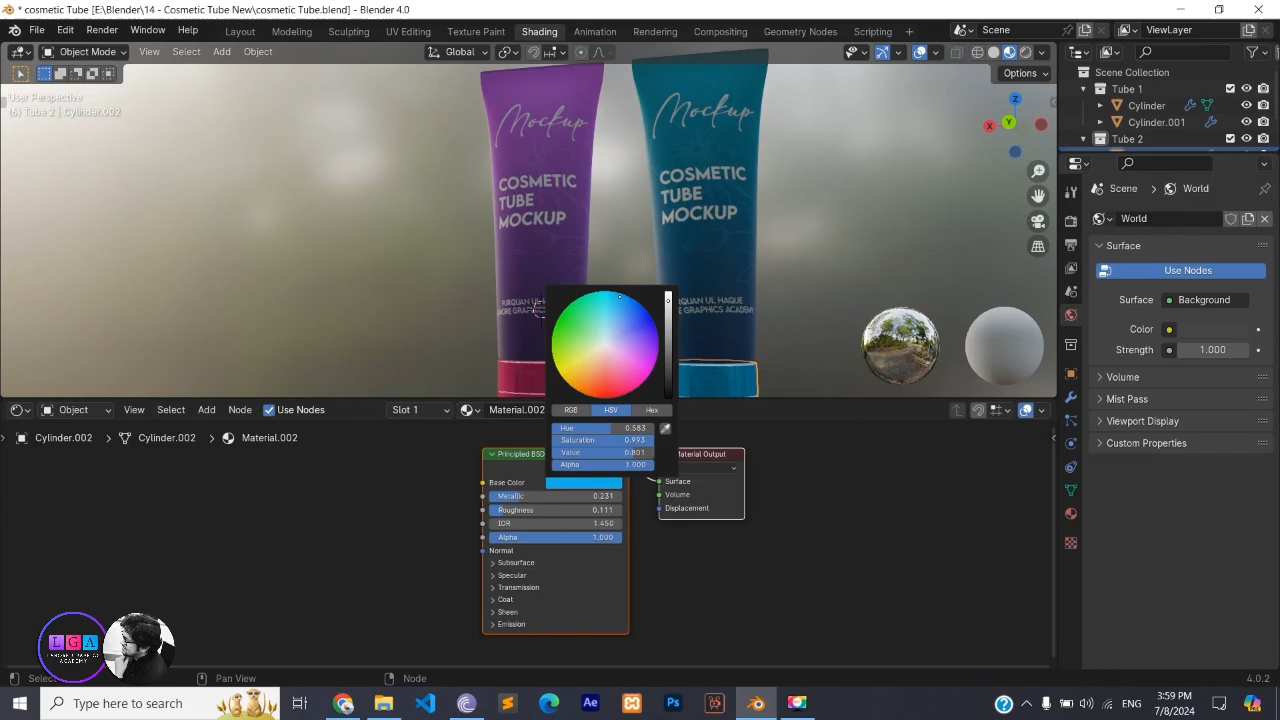 * cosmetic Tube [E:\Blender\14 - Cosmetic Tube New\cosmetic Tube.blend] - Blender 4.0
File Edit Render Window Help
Layout Modeling Sculpting UV Editing Texture Paint Shading Animation Rendering Compositing Geometry Nodes Scripting
Scene
ViewLayer
Object Mode View Select Add Object
Global
Options
User Perspective
(6) Tube 2 | Cylinder.002
Scene Collection
Tube 1
Cylinder
Cylinder.001
Tube 2
Z
X
Y
Mockup
COSMETIC
TUBE
MOCKUP
Mockup
COSMETIC
TUBE
MOCKUP
FURQUAN UL HAQUE
Scene > World
World
Surface
Use Nodes
Surface Background
Color
Strength 1.000
Volume
Mist Pass
Viewport Display
Custom Properties
RGB HSV Hex
Hue 0.583
Saturation 0.993
Value 0.801
Alpha 1.000
Object View Select Add Node Use Nodes Slot 1 Material.002
Cylinder.002 > Cylinder.002 > Material.002
Principled BSD
Base Color
Metallic 0.231
Roughness 0.111
IOR 1.450
Alpha 1.000
Normal
Subsurface
Specular
Transmission
Coat
Sheen
Emission
Material Output
Surface
Volume
Displacement
L G A
ACADEMY
Select
Pan View
Node
4.0.2
Type here to search
Ae
Ps
ENG
3:59 PM
7/8/2024